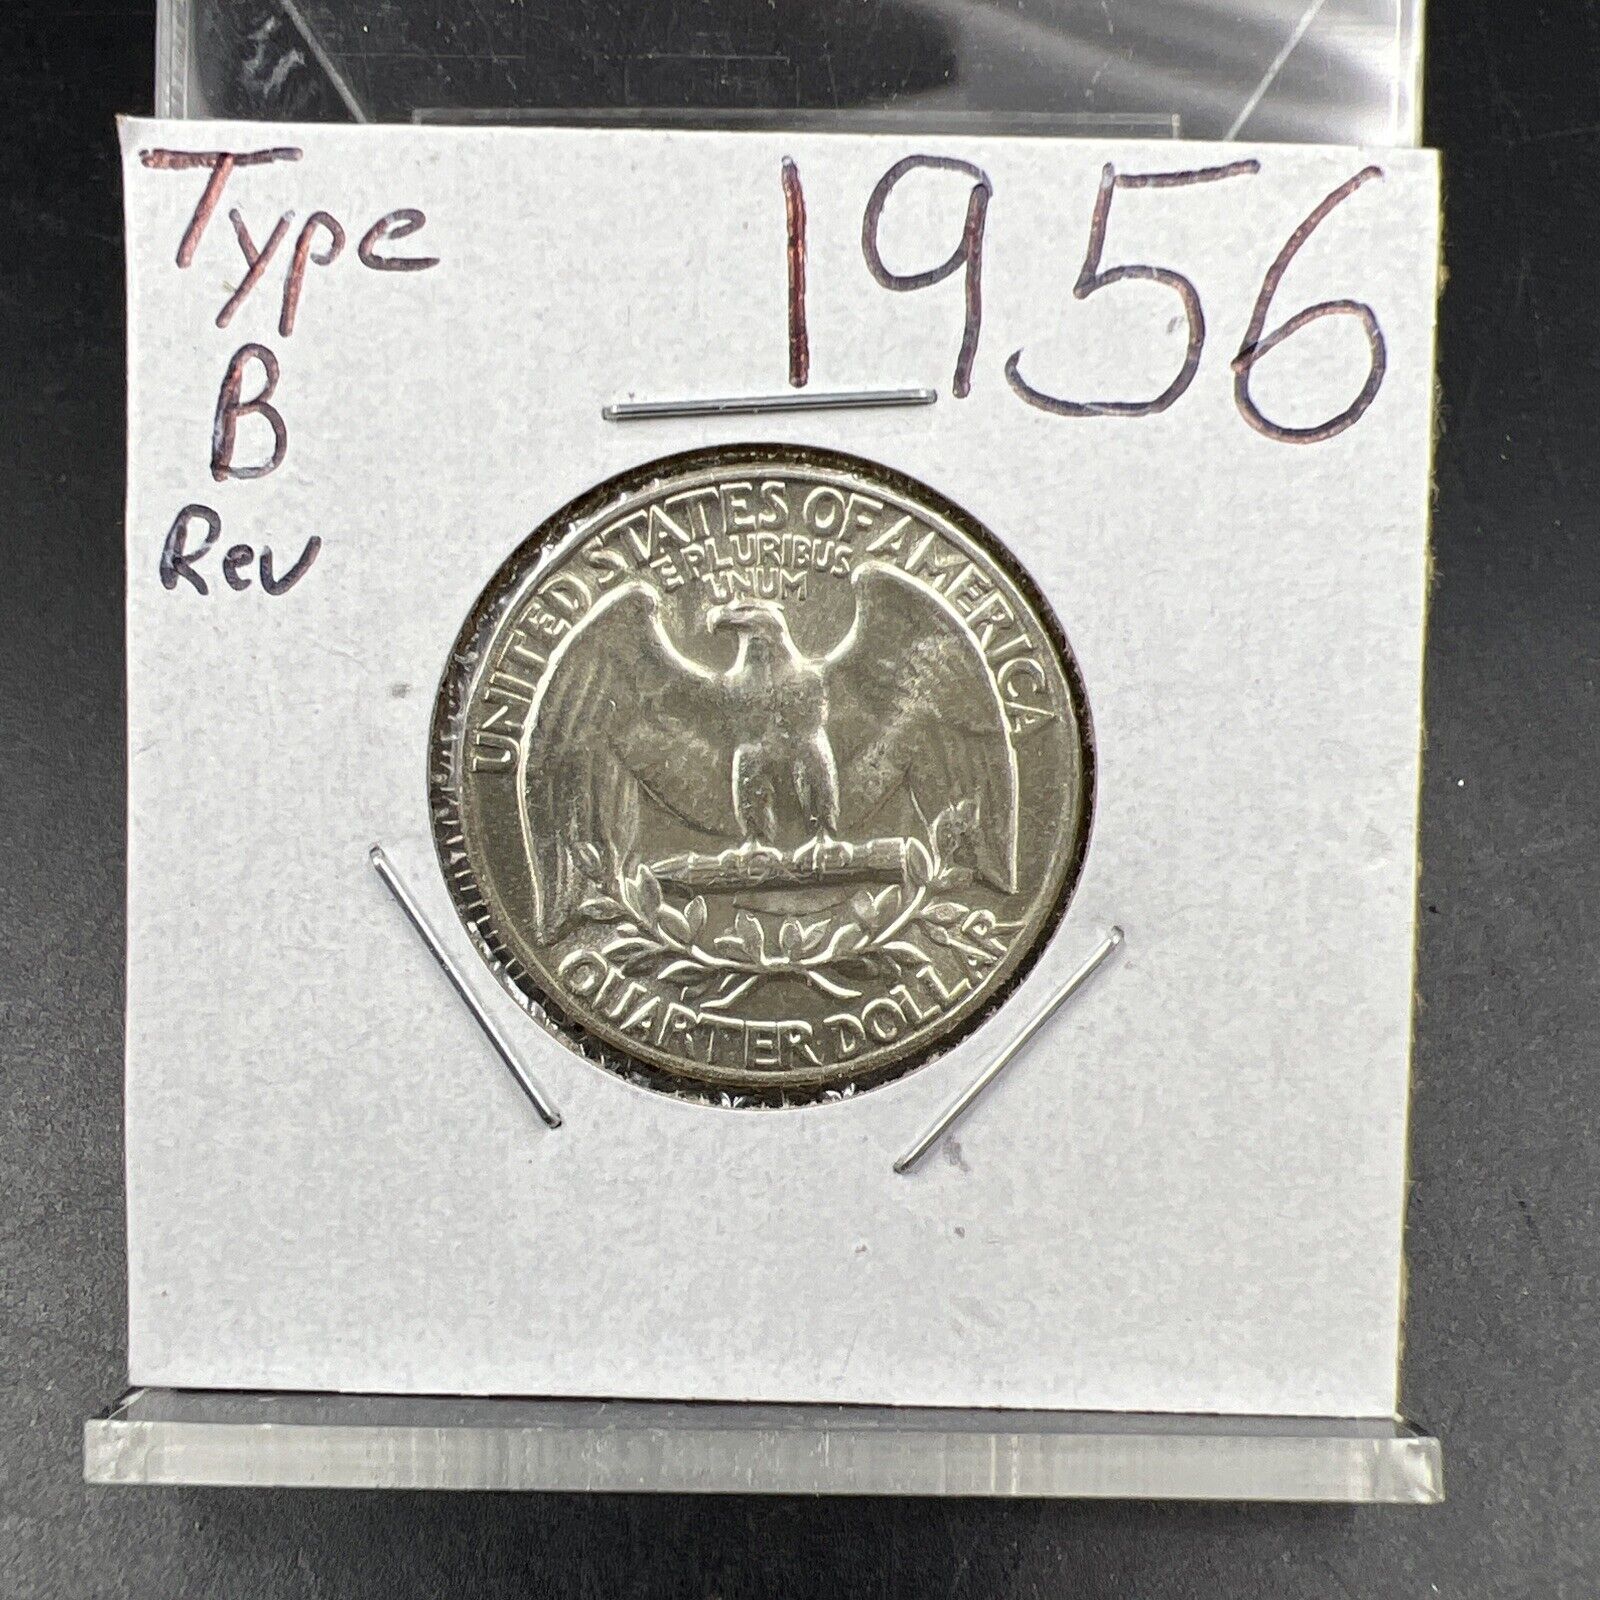 Type
B
Rev
1956
UNITED STATES OF AMERICA
E PLURIBUS
UNUM
QUARTER DOLLAR